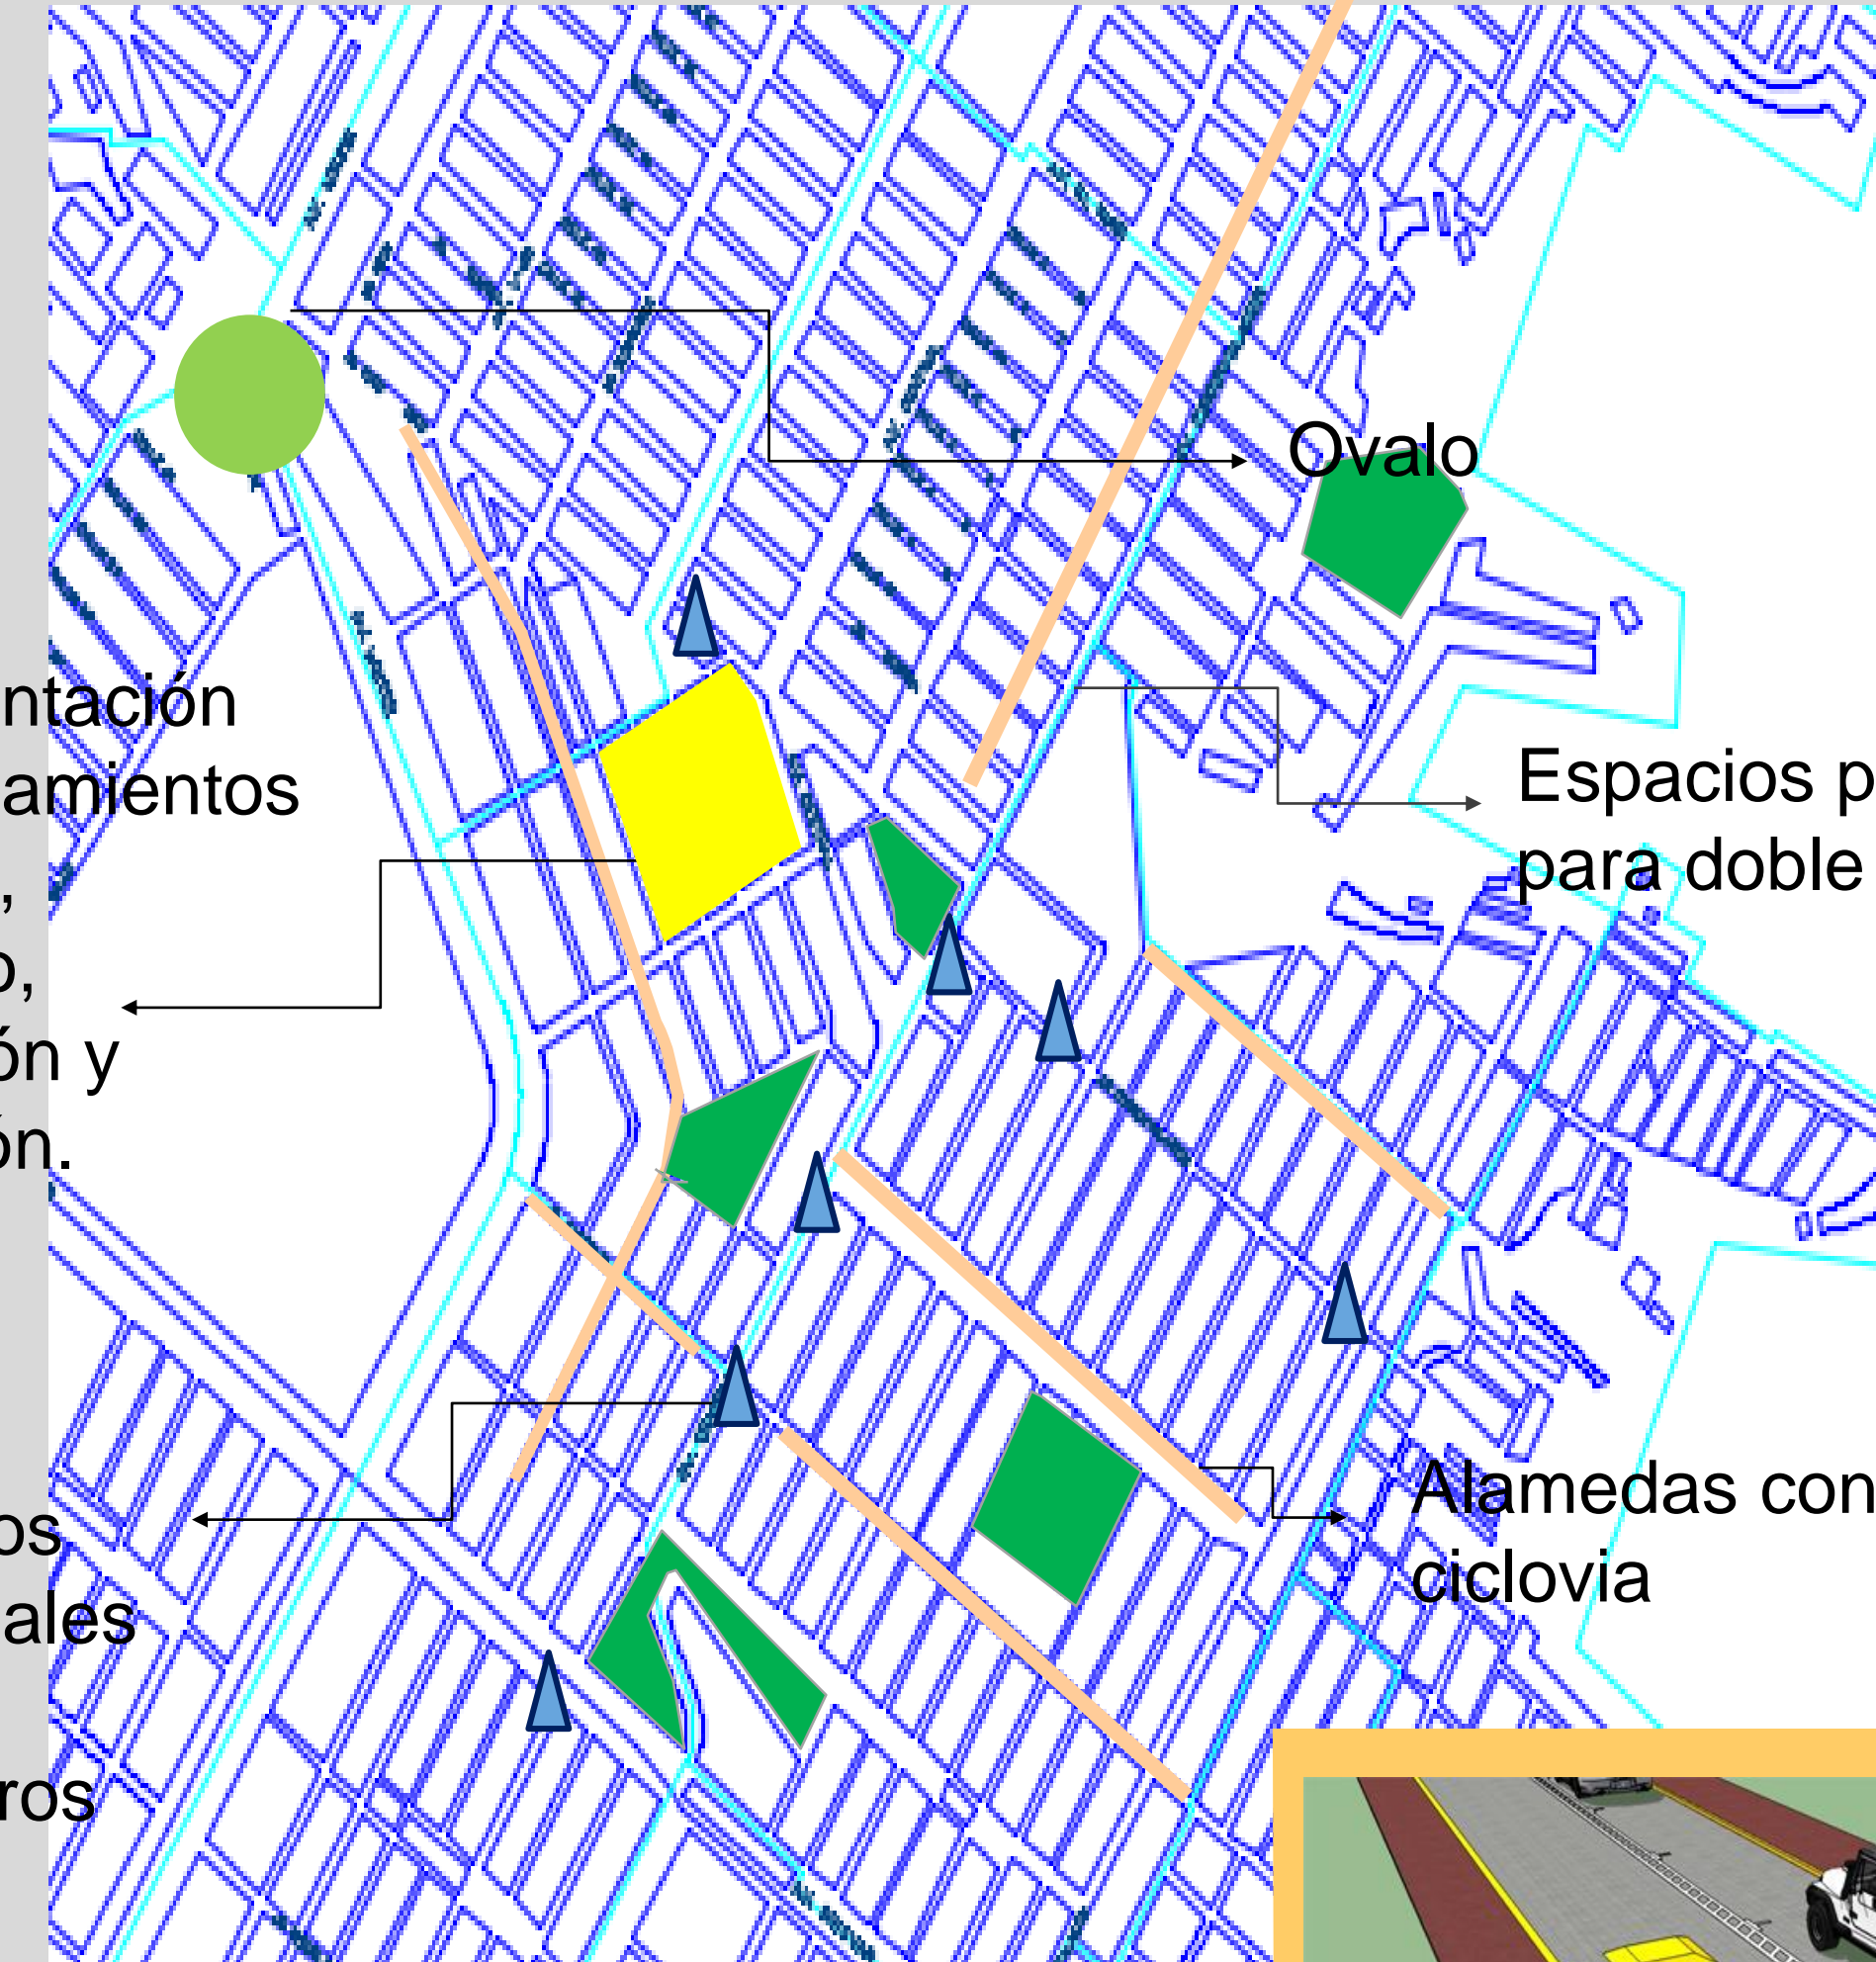 Ovalo
ntación
amientos
,
o,
ón y
ón.
Espacios p
para doble
os
ales
ros
Alamedas con
ciclovia